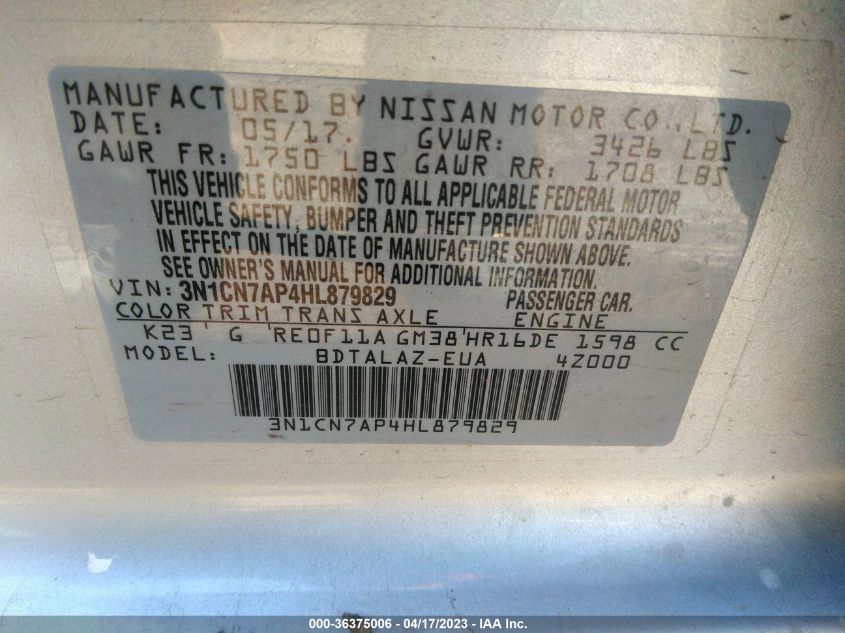 MANUFACTURED BY NISSAN MOTOR CO.,LTD.
DATE: 05/17. GVWR: 3426 LBS
GAWR FR: 1750 LBS GAWR RR: 1708 LBS
THIS VEHICLE CONFORMS TO ALL APPLICABLE FEDERAL MOTOR
VEHICLE SAFETY, BUMPER AND THEFT PREVENTION STANDARDS
IN EFFECT ON THE DATE OF MANUFACTURE SHOWN ABOVE.
SEE OWNER'S MANUAL FOR ADDITIONAL INFORMATION.
VIN: 3N1CN7AP4HL879829 PASSENGER CAR.
COLOR TRIM TRANS AXLE ENGINE
K23 ' G 'RE0F11A GM38'HR16DE 1598 CC
MODEL: BDTALAZ-EUA 4Z000
3N1CN7AP4HL879829
000-36375006 - 04/17/2023 - IAA Inc.